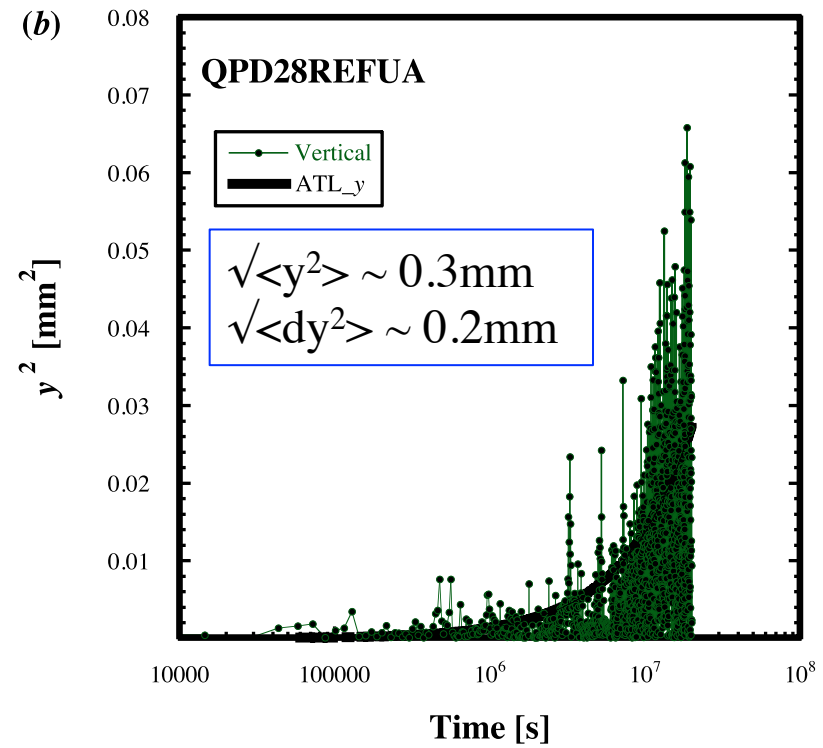 (b)
QPD28REFUA
Vertical
ATL_y
√<y²> ~ 0.3mm
√<dy²> ~ 0.2mm
y² [mm²]
0.08
0.07
0.06
0.05
0.04
0.03
0.02
0.01
10000 100000 10⁶ 10⁷ 10⁸
Time [s]